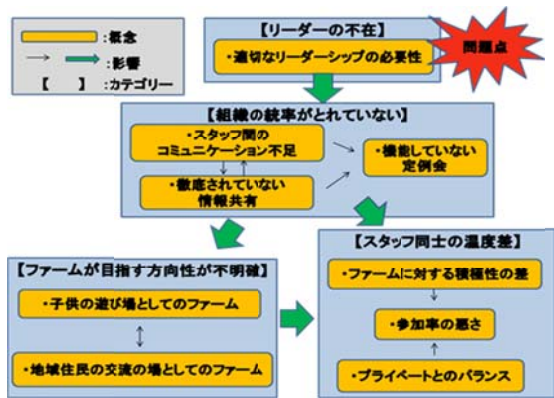 :概念
:影響
【　　】:カテゴリー
【リーダーの不在】
・適切なリーダーシップの必要性
問題点
【組織の統率がとれていない】
・スタッフ間の
コミュニケーション不足
・徹底されていない
情報共有
・機能していない
定例会
【ファームが目指す方向性が不明確】
・子供の遊び場としてのファーム
・地域住民の交流の場としてのファーム
【スタッフ同士の温度差】
・ファームに対する積極性の差
・参加率の悪さ
・プライベートとのバランス